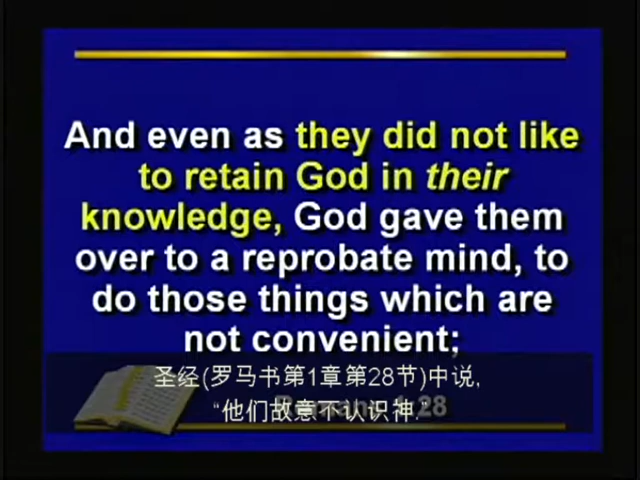 And even as they did not like
to retain God in their
knowledge, God gave them
over to a reprobate mind, to
do those things which are
not convenient;
圣经(罗马书第1章第28节)中说,
“他们故意不认识神.”
28